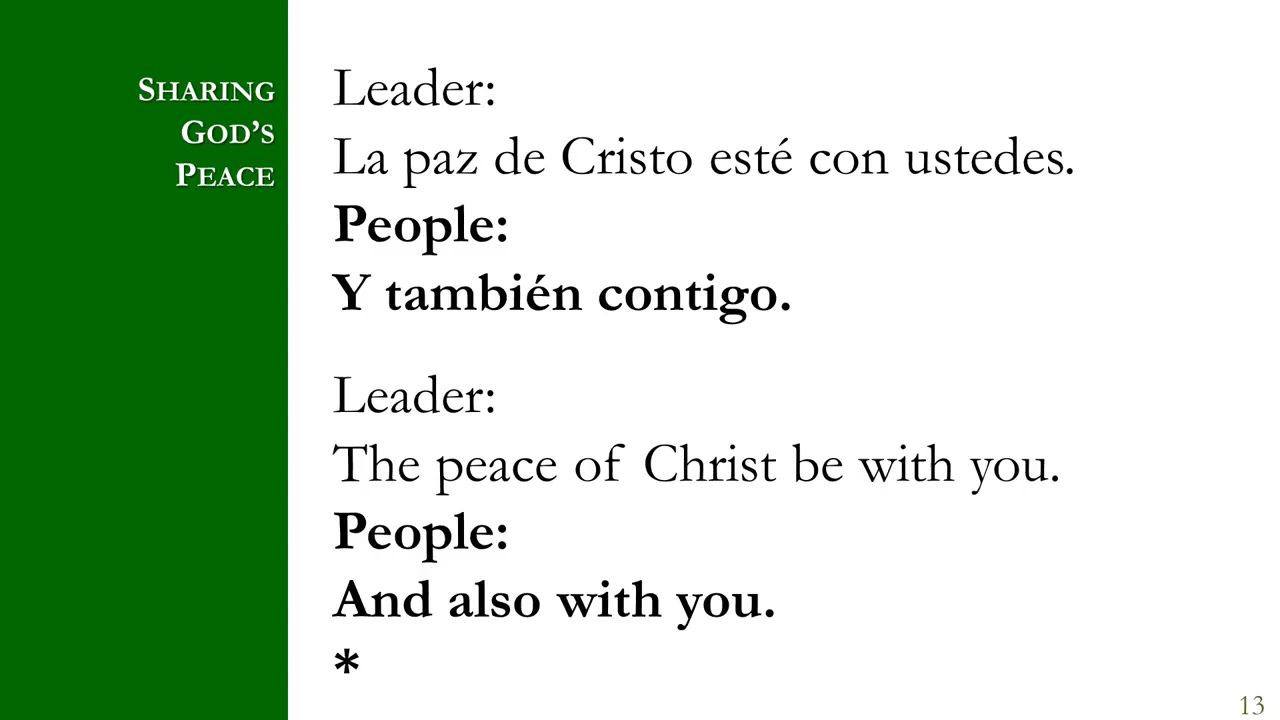 SHARING
GOD’S
PEACE
Leader:
La paz de Cristo esté con ustedes.
People:
Y también contigo.
Leader:
The peace of Christ be with you.
People:
And also with you.
*
13